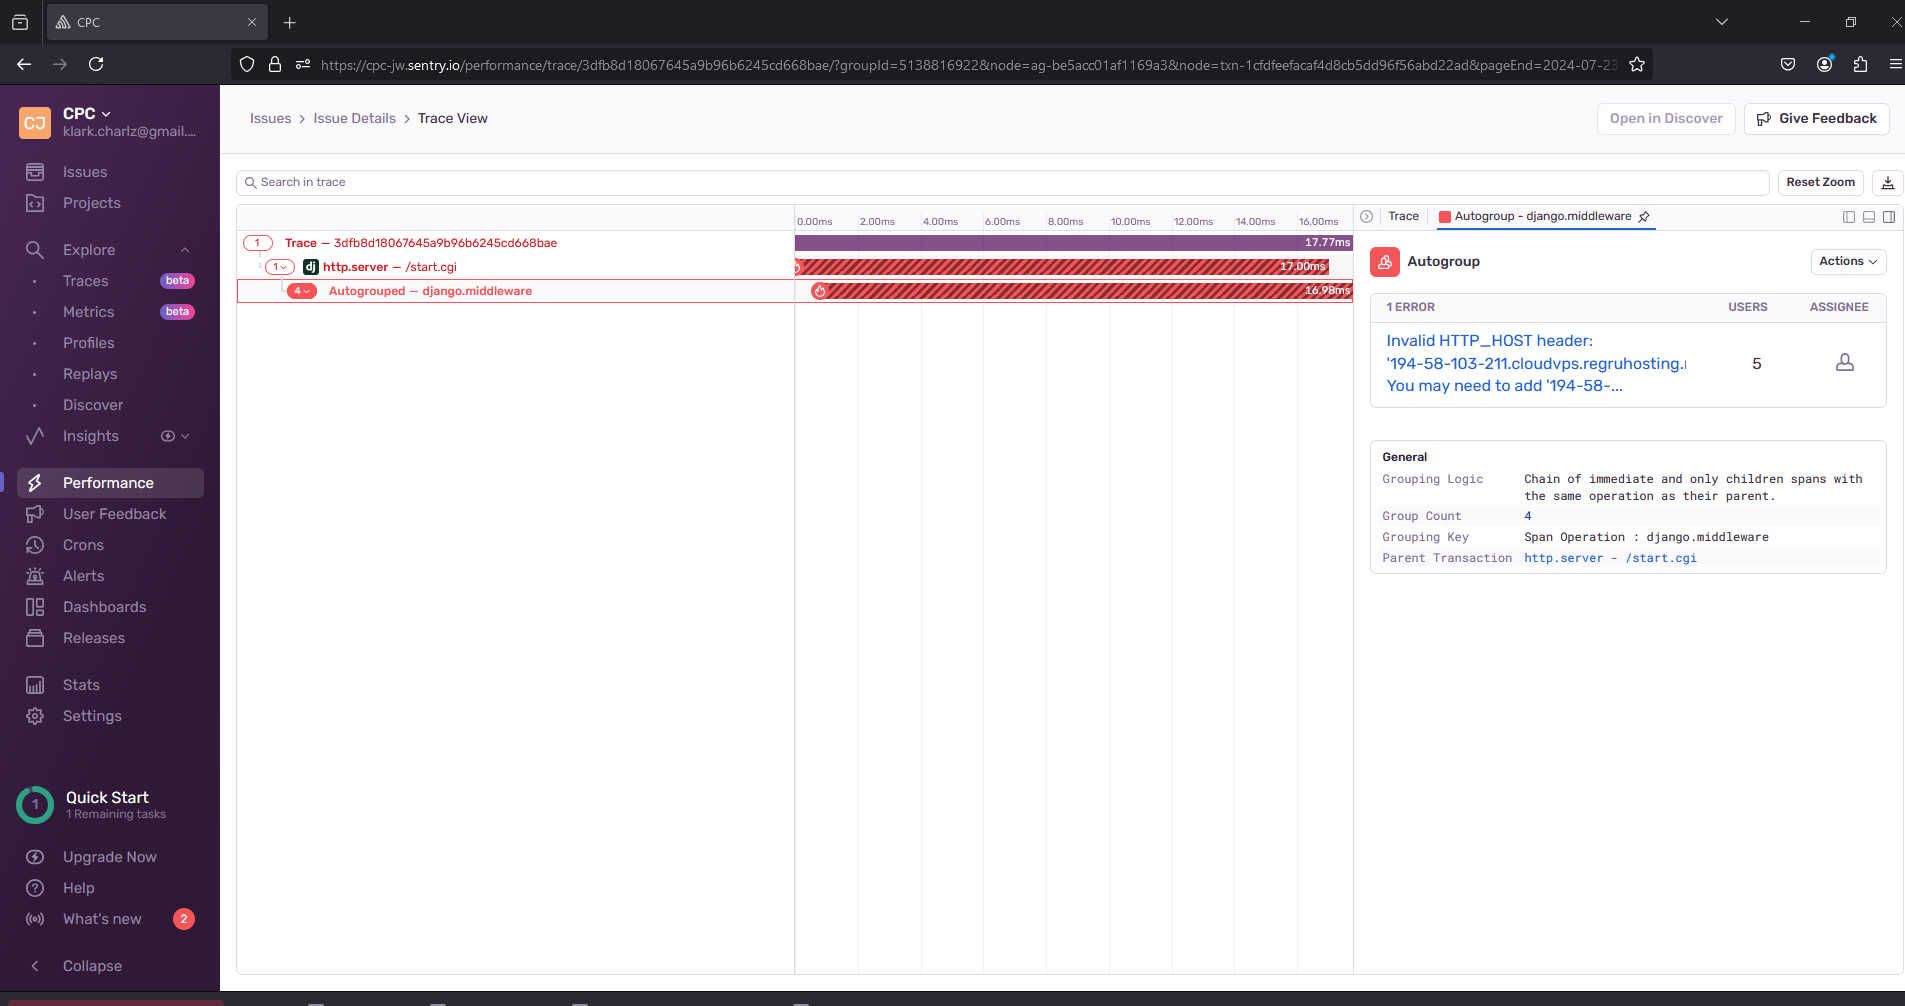 CPC
https://cpc-jw.sentry.io/performance/trace/3dfb8d18067645a9b96b6245cd668bae/?groupId=5138816922&node=ag-be5acc01af1169a3&node=txn-1cfdfeefacaf4d8cb5dd96f56abd22ad&pageEnd=2024-07-23
CJ
CPC
klark.charlz@gmail....
Issues
Projects
Explore
Traces beta
Metrics beta
Profiles
Replays
Discover
Insights
Performance
User Feedback
Crons
Alerts
Dashboards
Releases
Stats
Settings
1
Quick Start
1 Remaining tasks
Upgrade Now
Help
What's new 2
Collapse
Issues > Issue Details > Trace View
Open in Discover
Give Feedback
Search in trace
Reset Zoom
0.00ms 2.00ms 4.00ms 6.00ms 8.00ms 10.00ms 12.00ms 14.00ms 16.00ms
1 Trace — 3dfb8d18067645a9b96b6245cd668bae 17.77ms
1 dj http.server — /start.cgi 17.00ms
4 Autogrouped — django.middleware 16.98ms
Trace
Autogroup - django.middleware
Autogroup
Actions
1 ERROR USERS ASSIGNEE
Invalid HTTP_HOST header:
'194-58-103-211.cloudvps.regruhosting.
You may need to add '194-58-...
5
General
Grouping Logic Chain of immediate and only children spans with
the same operation as their parent.
Group Count 4
Grouping Key Span Operation : django.middleware
Parent Transaction http.server - /start.cgi